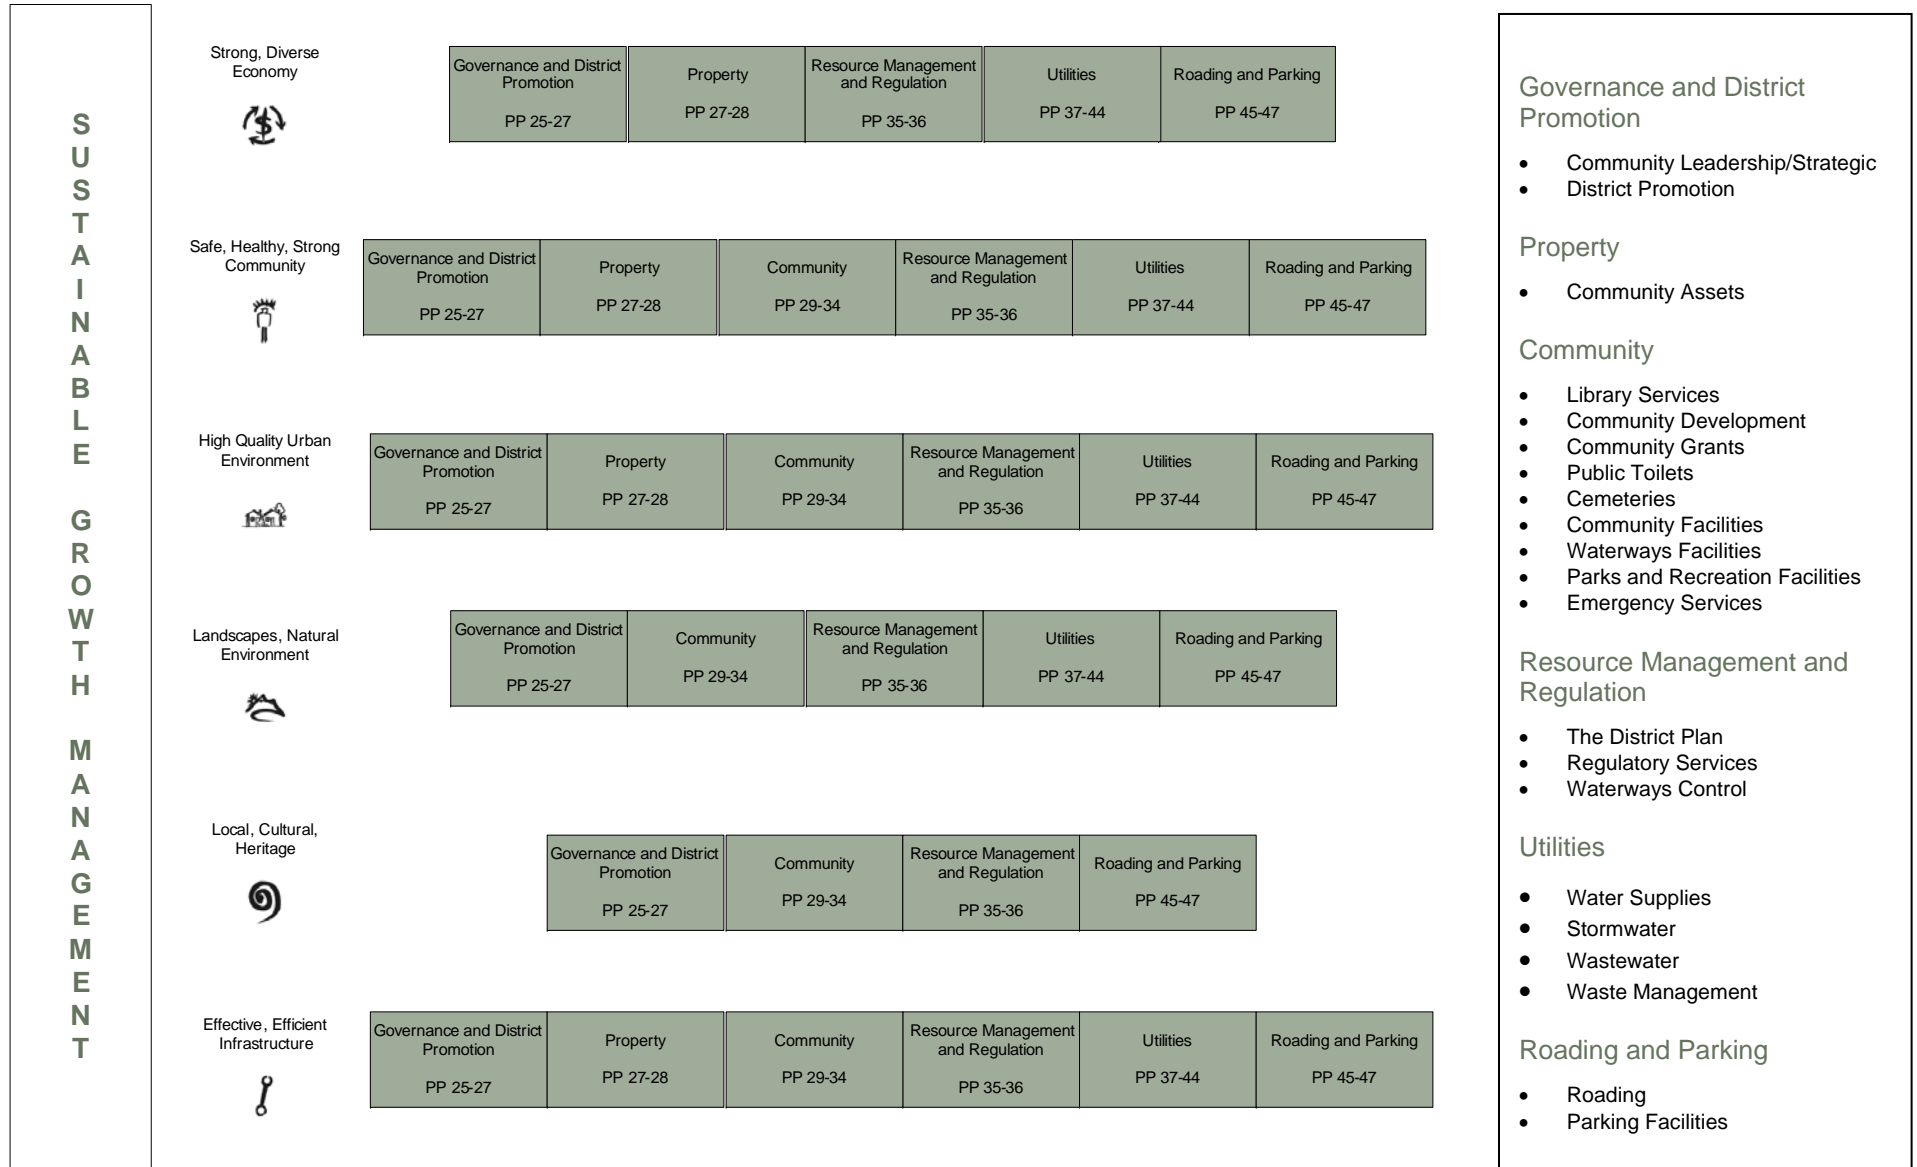 SUSTAINABLE GROWTH MANAGEMENT
Strong, Diverse
Economy
Governance and District
Promotion
PP 25-27
Property
PP 27-28
Resource Management
and Regulation
PP 35-36
Utilities
PP 37-44
Roading and Parking
PP 45-47
Safe, Healthy, Strong
Community
Governance and District
Promotion
PP 25-27
Property
PP 27-28
Community
PP 29-34
Resource Management
and Regulation
PP 35-36
Utilities
PP 37-44
Roading and Parking
PP 45-47
High Quality Urban
Environment
Governance and District
Promotion
PP 25-27
Property
PP 27-28
Community
PP 29-34
Resource Management
and Regulation
PP 35-36
Utilities
PP 37-44
Roading and Parking
PP 45-47
Landscapes, Natural
Environment
Governance and District
Promotion
PP 25-27
Community
PP 29-34
Resource Management
and Regulation
PP 35-36
Utilities
PP 37-44
Roading and Parking
PP 45-47
Local, Cultural,
Heritage
Governance and District
Promotion
PP 25-27
Community
PP 29-34
Resource Management
and Regulation
PP 35-36
Roading and Parking
PP 45-47
Effective, Efficient
Infrastructure
Governance and District
Promotion
PP 25-27
Property
PP 27-28
Community
PP 29-34
Resource Management
and Regulation
PP 35-36
Utilities
PP 37-44
Roading and Parking
PP 45-47
Governance and District
Promotion
• Community Leadership/Strategic
• District Promotion
Property
• Community Assets
Community
• Library Services
• Community Development
• Community Grants
• Public Toilets
• Cemeteries
• Community Facilities
• Waterways Facilities
• Parks and Recreation Facilities
• Emergency Services
Resource Management and
Regulation
• The District Plan
• Regulatory Services
• Waterways Control
Utilities
• Water Supplies
• Stormwater
• Wastewater
• Waste Management
Roading and Parking
• Roading
• Parking Facilities